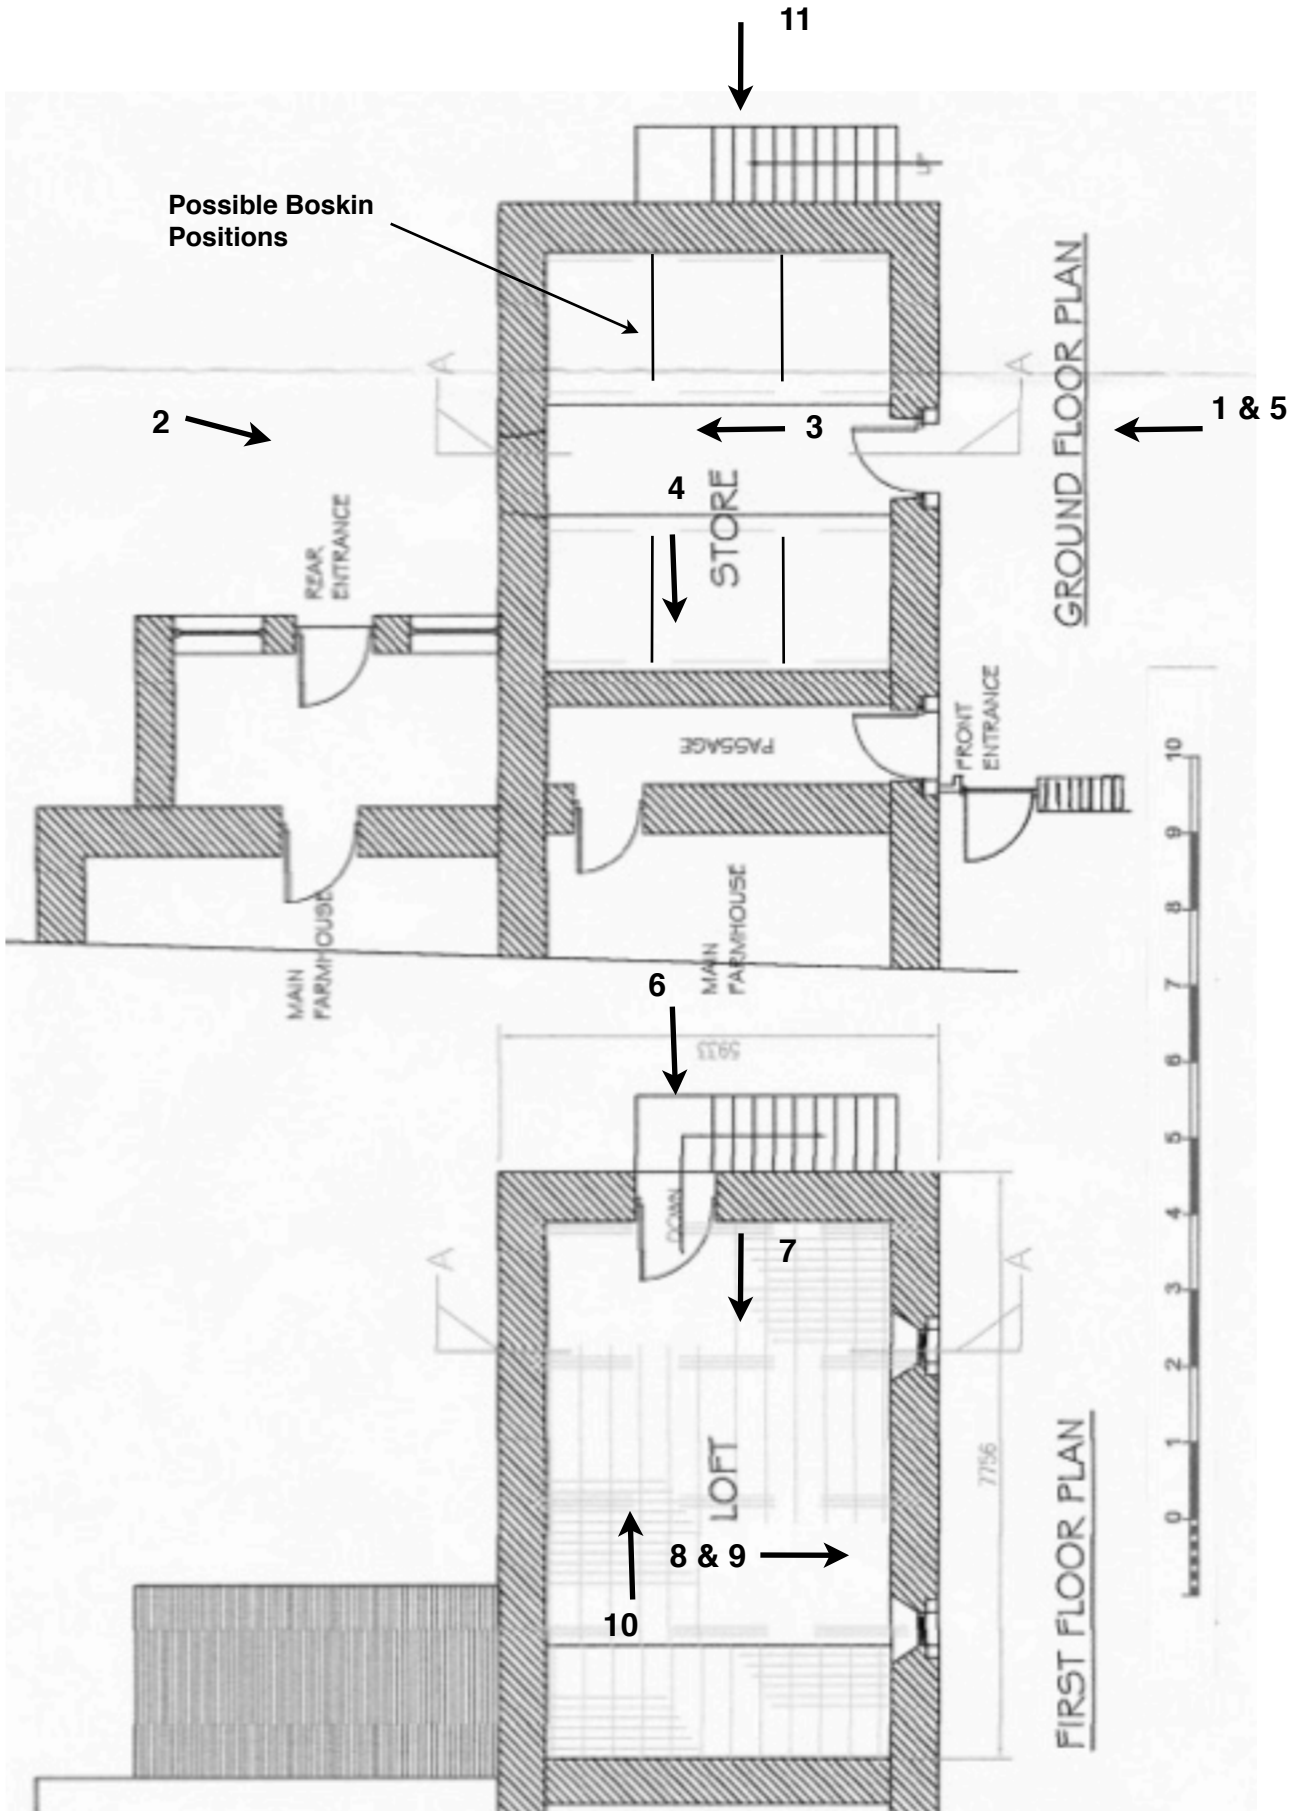 11
UP
Possible Boskin
Positions
A
A
GROUND FLOOR PLAN
2
3
1 & 5
4
STORE
REAR
ENTRANCE
PASSAGE
FRONT
ENTRANCE
MAIN
FARMHOUSE
MAIN
FARMHOUSE
10
9
8
7
6
5
4
3
2
1
0
6
5933
DOWN
7
A
A
LOFT
7756
8 & 9
10
FIRST FLOOR PLAN